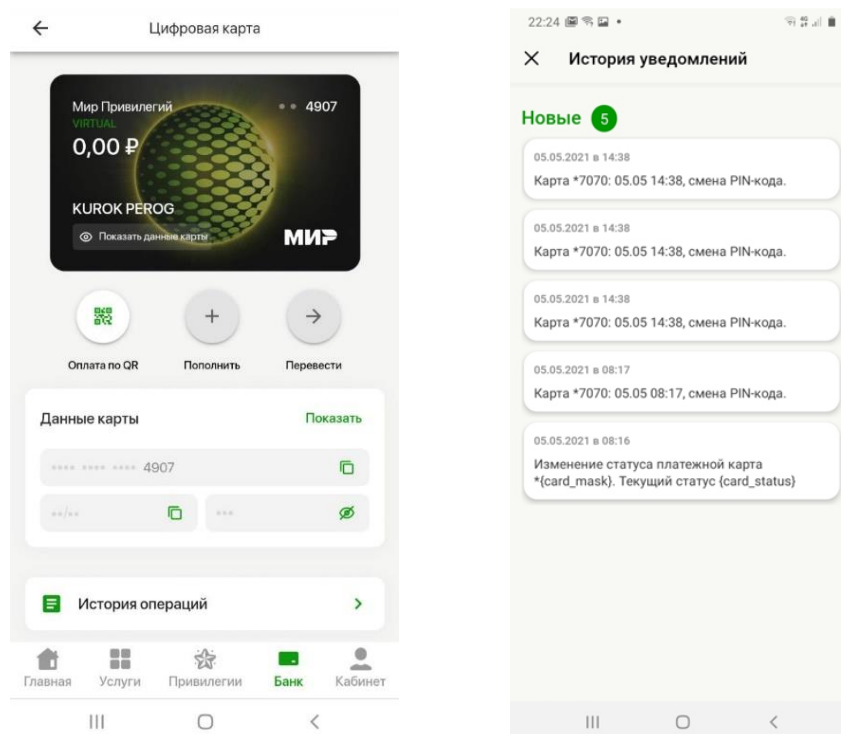 Цифровая карта
Мир Привилегий
•• 4907
VIRTUAL
0,00 ₽
KUROK PEROG
Показать данные карты
МИР
Оплата по QR
Пополнить
Перевести
Данные карты
Показать
•••• •••• •••• 4907
••/••
•••
История операций
Главная
Услуги
Привилегии
Банк
Кабинет
22:24
4G
История уведомлений
Новые 5
05.05.2021 в 14:38
Карта *7070: 05.05 14:38, смена PIN-кода.
05.05.2021 в 14:38
Карта *7070: 05.05 14:38, смена PIN-кода.
05.05.2021 в 14:38
Карта *7070: 05.05 14:38, смена PIN-кода.
05.05.2021 в 08:17
Карта *7070: 05.05 08:17, смена PIN-кода.
05.05.2021 в 08:16
Изменение статуса платежной карта
*{card_mask}. Текущий статус {card_status}